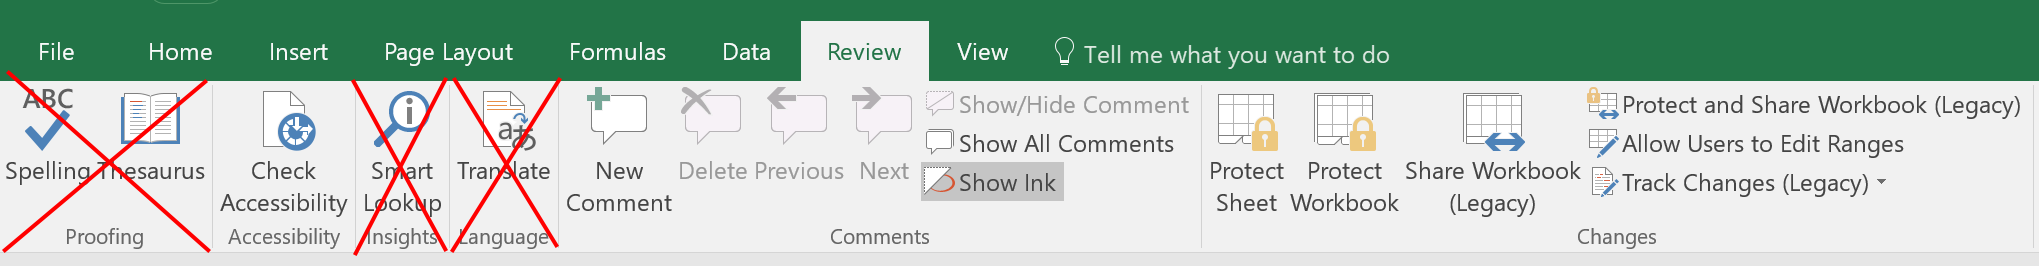 File Home Insert Page Layout Formulas Data Review View Tell me what you want to do
ABC
Spelling Thesaurus
Proofing
Check
Accessibility
Accessibility
Smart
Lookup
Insights
aあ
Translate
Language
New
Comment
Delete Previous Next
Show/Hide Comment
Show All Comments
Show Ink
Comments
Protect
Sheet
Protect
Workbook
Share Workbook
(Legacy)
Protect and Share Workbook (Legacy)
Allow Users to Edit Ranges
Track Changes (Legacy)
Changes